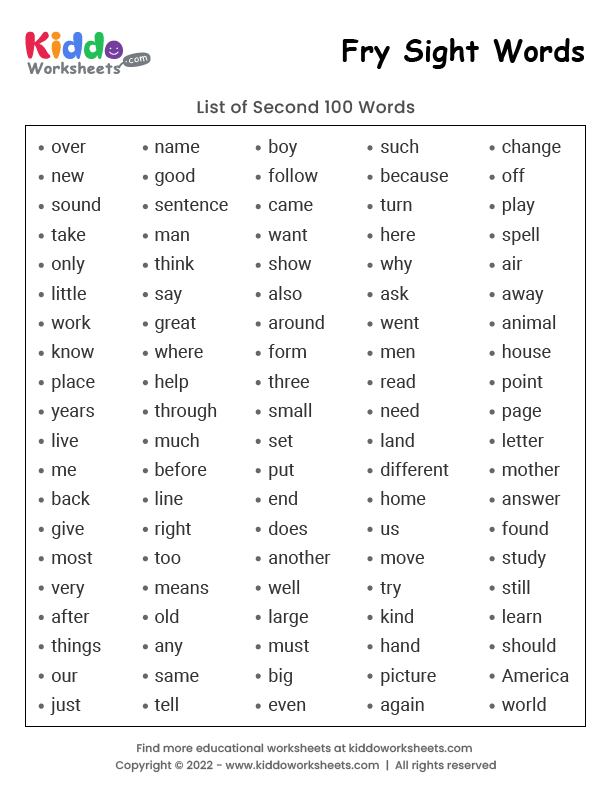 Kiddo
Worksheets .com
Fry Sight Words
List of Second 100 Words
• over • name • boy • such • change
• new • good • follow • because • off
• sound • sentence • came • turn • play
• take • man • want • here • spell
• only • think • show • why • air
• little • say • also • ask • away
• work • great • around • went • animal
• know • where • form • men • house
• place • help • three • read • point
• years • through • small • need • page
• live • much • set • land • letter
• me • before • put • different • mother
• back • line • end • home • answer
• give • right • does • us • found
• most • too • another • move • study
• very • means • well • try • still
• after • old • large • kind • learn
• things • any • must • hand • should
• our • same • big • picture • America
• just • tell • even • again • world
Find more educational worksheets at kiddoworksheets.com
Copyright © 2022 - www.kiddoworksheets.com | All rights reserved